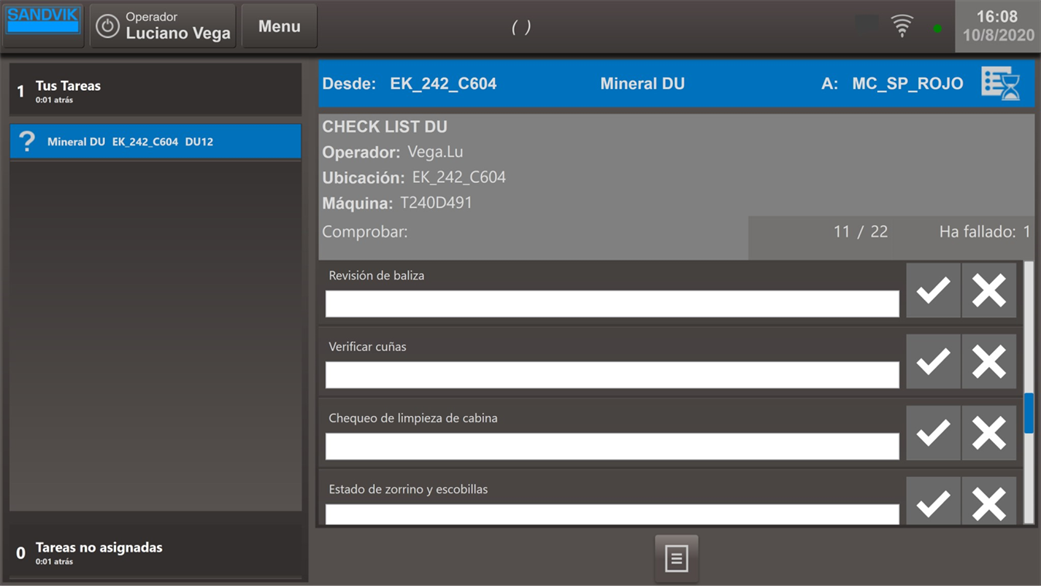 SANDVIK
Operador
Luciano Vega
Menu
( )
16:08
10/8/2020
1 Tus Tareas
0:01 atrás
? Mineral DU EK_242_C604 DU12
0 Tareas no asignadas
0:01 atrás
Desde: EK_242_C604 Mineral DU A: MC_SP_ROJO
CHECK LIST DU
Operador: Vega.Lu
Ubicación: EK_242_C604
Máquina: T240D491
Comprobar: 11 / 22 Ha fallado: 1
Revisión de baliza
Verificar cuñas
Chequeo de limpieza de cabina
Estado de zorrino y escobillas